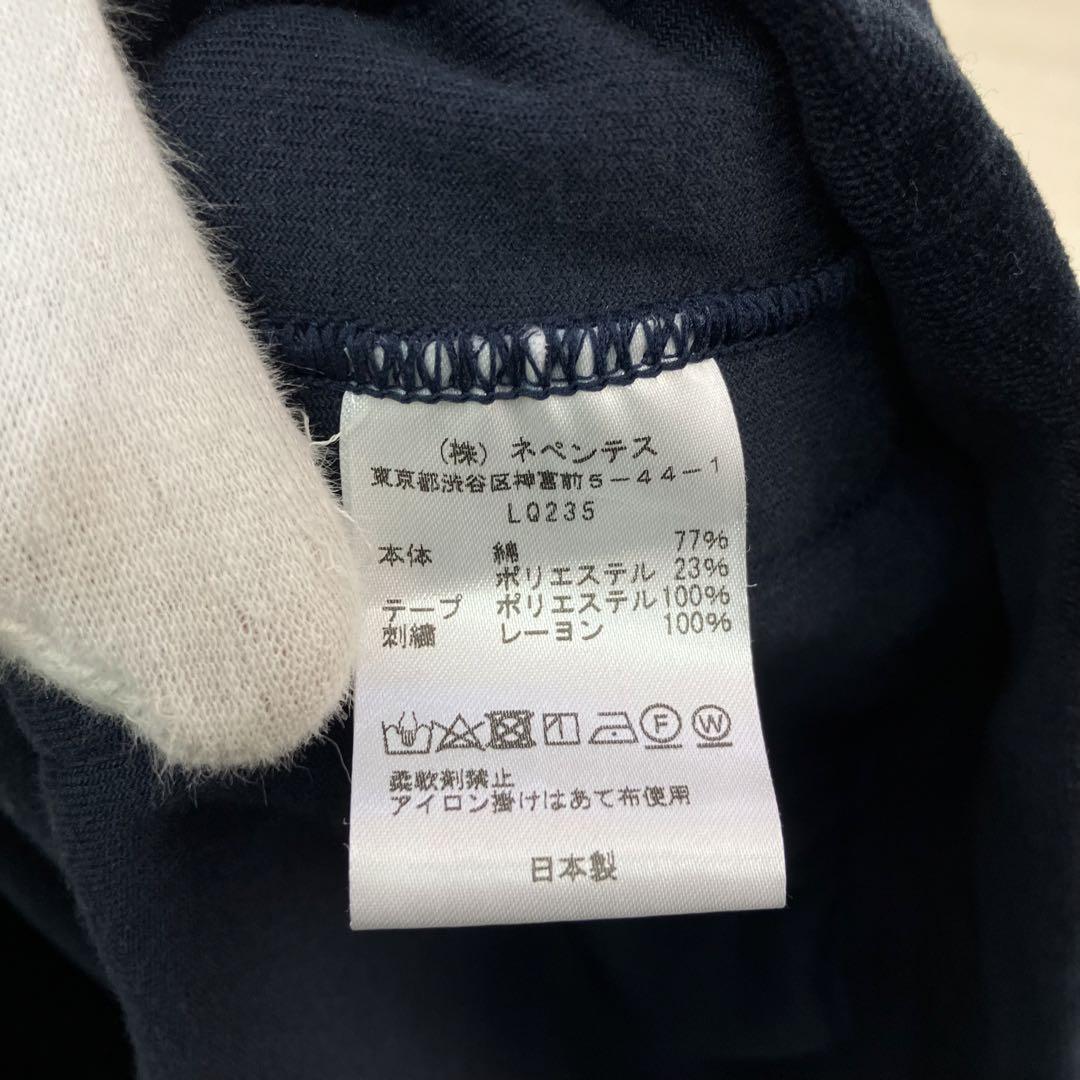 (株) ネペンテス
東京都渋谷区神宮前5-44-1
LQ235
本体 綿 77%
ポリエステル 23%
テープ ポリエステル 100%
刺繍 レーヨン 100%
F W
柔軟剤禁止
アイロン掛けはあて布使用
日本製